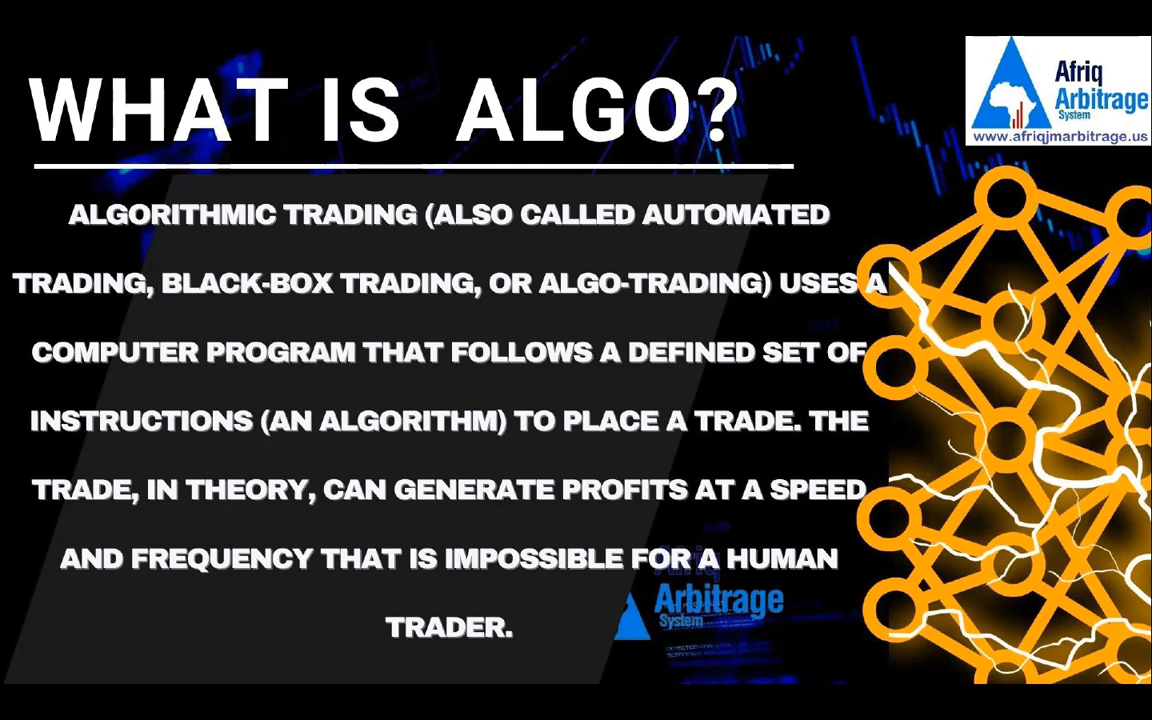 WHAT IS ALGO?
Afriq
Arbitrage
System
www.afriqjmarbitrage.us
ALGORITHMIC TRADING (ALSO CALLED AUTOMATED
TRADING, BLACK-BOX TRADING, OR ALGO-TRADING) USES A
COMPUTER PROGRAM THAT FOLLOWS A DEFINED SET OF
INSTRUCTIONS (AN ALGORITHM) TO PLACE A TRADE. THE
TRADE, IN THEORY, CAN GENERATE PROFITS AT A SPEED
AND FREQUENCY THAT IS IMPOSSIBLE FOR A HUMAN
TRADER.
Afriq
Arbitrage
System